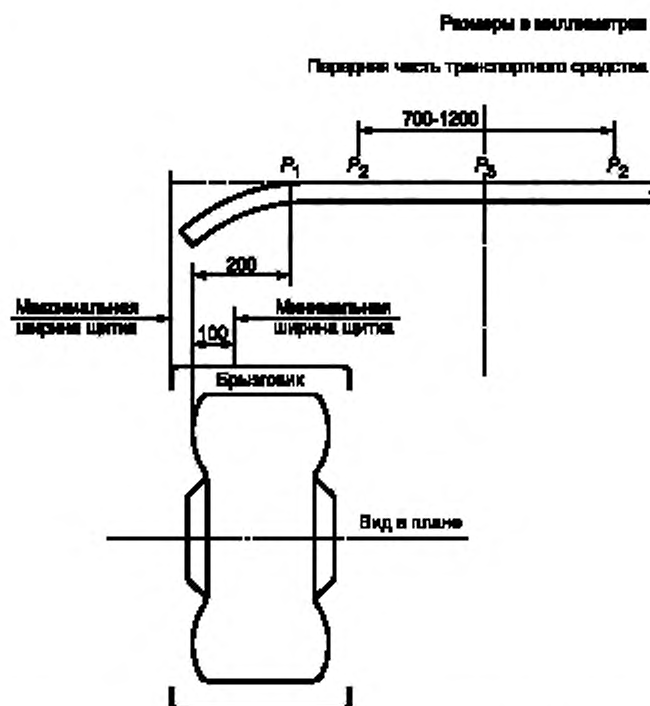 Размеры в миллиметрах
Передняя часть транспортного средства
700-1200
P1 P2 P3 P2
200
Максимальная
ширина щитка
Минимальная
ширина щитка
100
Брызговик
Вид в плане